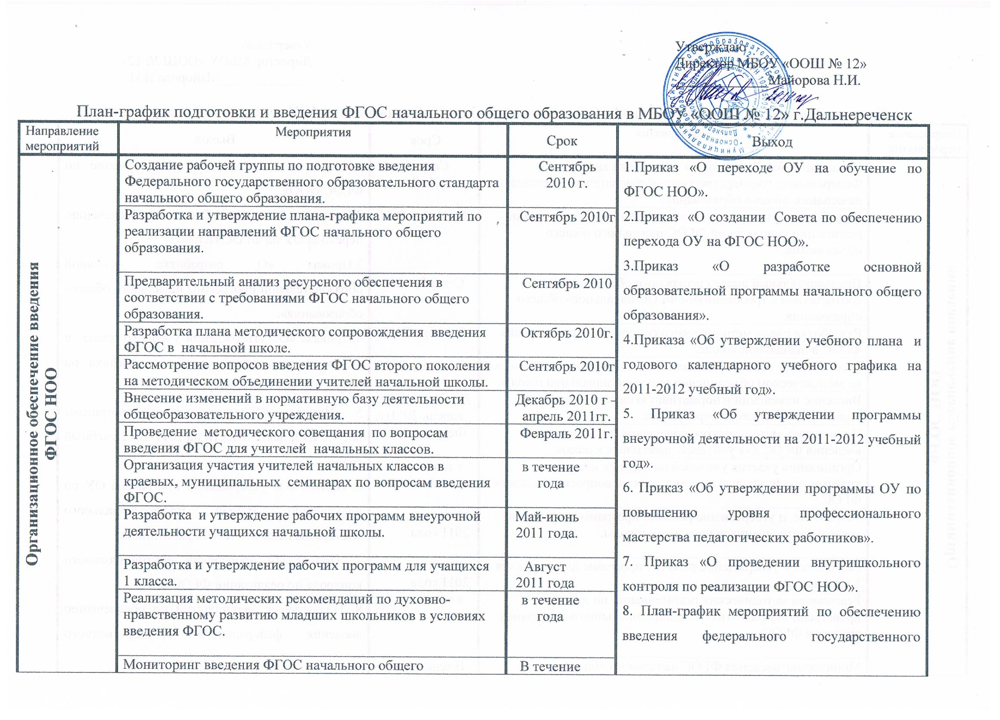 Утверждаю
Директор МБОУ «ООШ № 12»
Майорова Н.И.
План-график подготовки и введения ФГОС начального общего образования в МБОУ «ООШ № 12» г.Дальнереченск
Направление
мероприятий
Мероприятия
Срок
Выход
Организационное обеспечение введения
ФГОС НОО
Создание рабочей группы по подготовке введения
Федерального государственного образовательного стандарта
начального общего образования.
Сентябрь
2010 г.
Разработка и утверждение плана-графика мероприятий по
реализации направлений ФГОС начального общего
образования.
Сентябрь 2010г
Предварительный анализ ресурсного обеспечения в
соответствии с требованиями ФГОС начального общего
образования.
Сентябрь 2010
Разработка плана методического сопровождения введения
ФГОС в начальной школе.
Октябрь 2010г.
Рассмотрение вопросов введения ФГОС второго поколения
на методическом объединении учителей начальной школы.
Сентябрь 2010г
Внесение изменений в нормативную базу деятельности
общеобразовательного учреждения.
Декабрь 2010 г -
апрель 2011гг.
Проведение методического совещания по вопросам
введения ФГОС для учителей начальных классов.
Февраль 2011г.
Организация участия учителей начальных классов в
краевых, муниципальных семинарах по вопросам введения
ФГОС.
в течение
года
Разработка и утверждение рабочих программ внеурочной
деятельности учащихся начальной школы.
Май-июнь
2011 года.
Разработка и утверждение рабочих программ для учащихся
1 класса.
Август
2011 года
Реализация методических рекомендаций по духовно-
нравственному развитию младших школьников в условиях
введения ФГОС.
в течение
года
Мониторинг введения ФГОС начального общего
В течение
1.Приказ «О переходе ОУ на обучение по
ФГОС НОО».
2.Приказ «О создании Совета по обеспечению
перехода ОУ на ФГОС НОО».
3.Приказ «О разработке основной
образовательной программы начального общего
образования».
4.Приказа «Об утверждении учебного плана и
годового календарного учебного графика на
2011-2012 учебный год».
5. Приказ «Об утверждении программы
внеурочной деятельности на 2011-2012 учебный
год».
6. Приказ «Об утверждении программы ОУ по
повышению уровня профессионального
мастерства педагогических работников».
7. Приказ «О проведении внутришкольного
контроля по реализации ФГОС НОО».
8. План-график мероприятий по обеспечению
введения федерального государственного